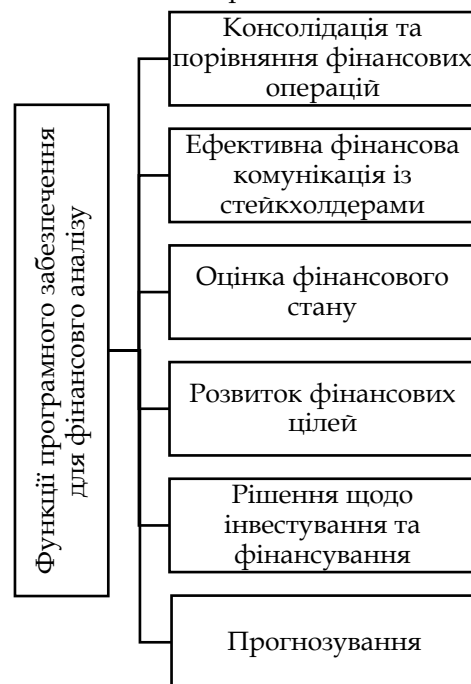 Функції програмного забезпечення
для фінансовго аналізу
Консолідація та
порівняння фінансових
операцій
Ефективна фінансова
комунікація із
стейкхолдерами
Оцінка фінансового
стану
Розвиток фінансових
цілей
Рішення щодо
інвестування та
фінансування
Прогнозування